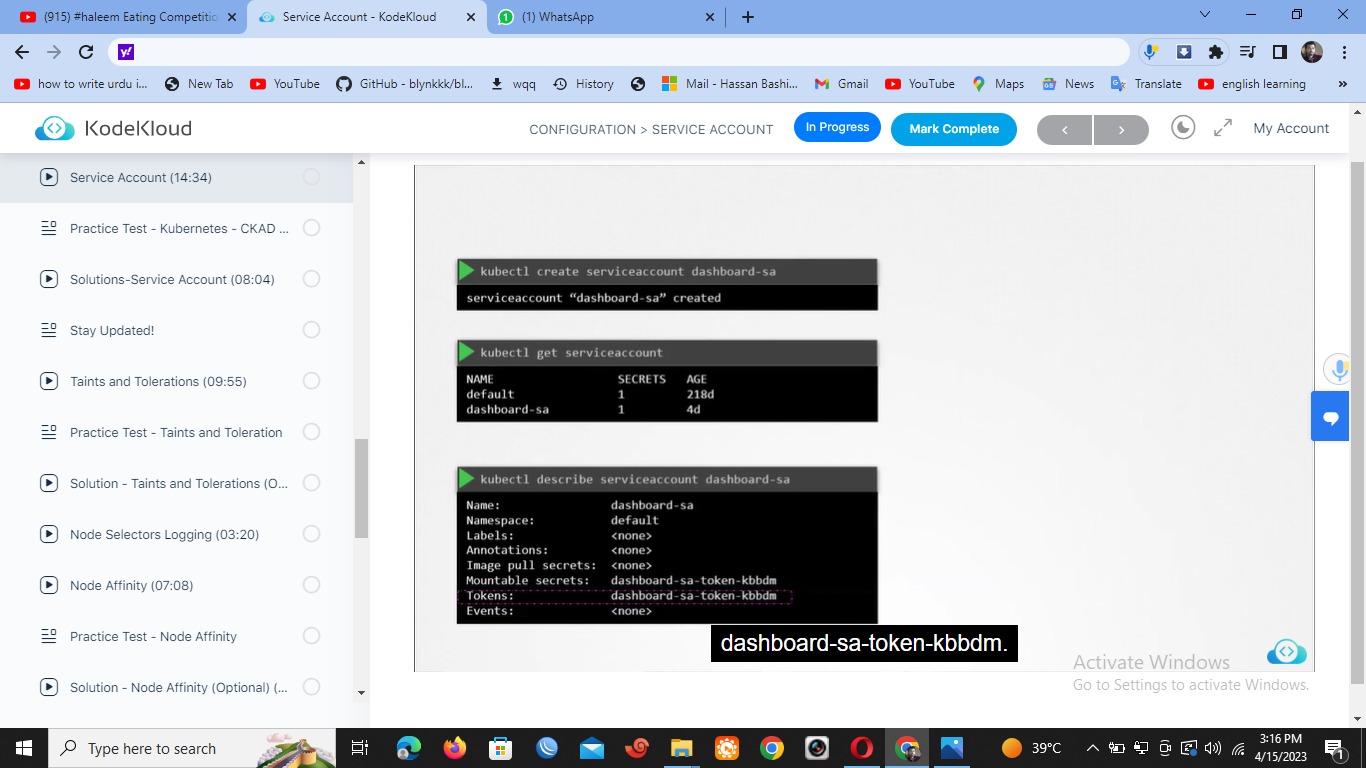 (915) #haleem Eating Competitio
Service Account - KodeKloud
(1) WhatsApp
how to write urdu i...
New Tab
YouTube
GitHub - blynkkk/bl...
wqq
History
Mail - Hassan Bashi...
Gmail
YouTube
Maps
News
Translate
english learning
»
KodeKloud
CONFIGURATION > SERVICE ACCOUNT
In Progress
Mark Complete
My Account
Service Account (14:34)
Practice Test - Kubernetes - CKAD ...
Solutions-Service Account (08:04)
Stay Updated!
Taints and Tolerations (09:55)
Practice Test - Taints and Toleration
Solution - Taints and Tolerations (O...
Node Selectors Logging (03:20)
Node Affinity (07:08)
Practice Test - Node Affinity
Solution - Node Affinity (Optional) (...
kubectl create serviceaccount dashboard-sa
serviceaccount “dashboard-sa” created
kubectl get serviceaccount
NAME SECRETS AGE
default 1 218d
dashboard-sa 1 4d
kubectl describe serviceaccount dashboard-sa
Name: dashboard-sa
Namespace: default
Labels: <none>
Annotations: <none>
Image pull secrets: <none>
Mountable secrets: dashboard-sa-token-kbbdm
Tokens: dashboard-sa-token-kbbdm
Events: <none>
dashboard-sa-token-kbbdm.
Activate Windows
Go to Settings to activate Windows.
Type here to search
39°C
3:16 PM
4/15/2023
1